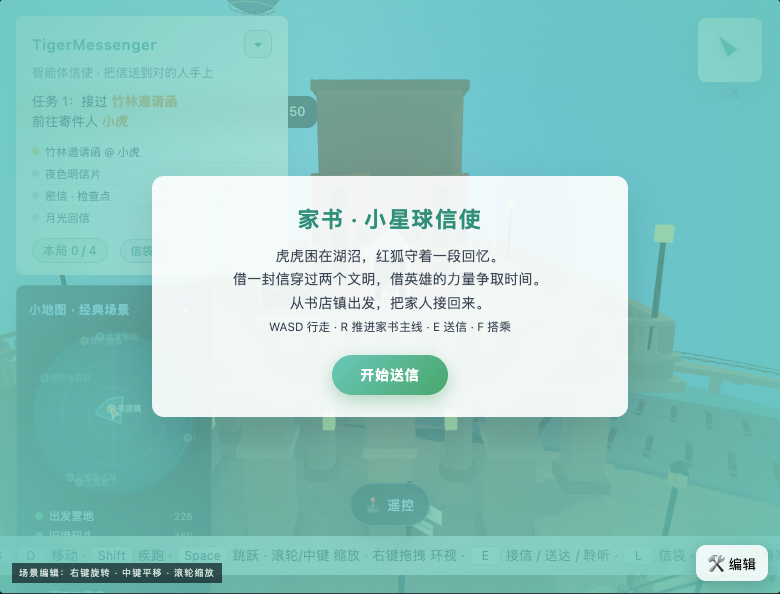 TigerMessenger
智能体信使 · 把信送到对的人手上
任务 1: 接过 竹林邀请函
前往寄件人 小虎
竹林邀请函 @ 小虎
夜色明信片
密信 · 检查点
月光回信
本局 0 / 4
信袋
50
小虎
家书 · 小星球信使
虎虎困在湖沼，红狐守着一段回忆。
借一封信穿过两个文明，借英雄的力量争取时间。
从书店镇出发，把家人接回来。
WASD 行走 · R 推进家书主线 · E 送信 · F 搭乘
开始送信
小地图 · 经典场景
书店镇
出发营地 226
遥控
D 移动 · Shift 疾跑 · Space 跳跃 · 滚轮/中键 缩放 · 右键拖拽 环视 · E 接信 / 送达 / 聆听 · L 信袋
场景编辑: 右键旋转 · 中键平移 · 滚轮缩放
编辑